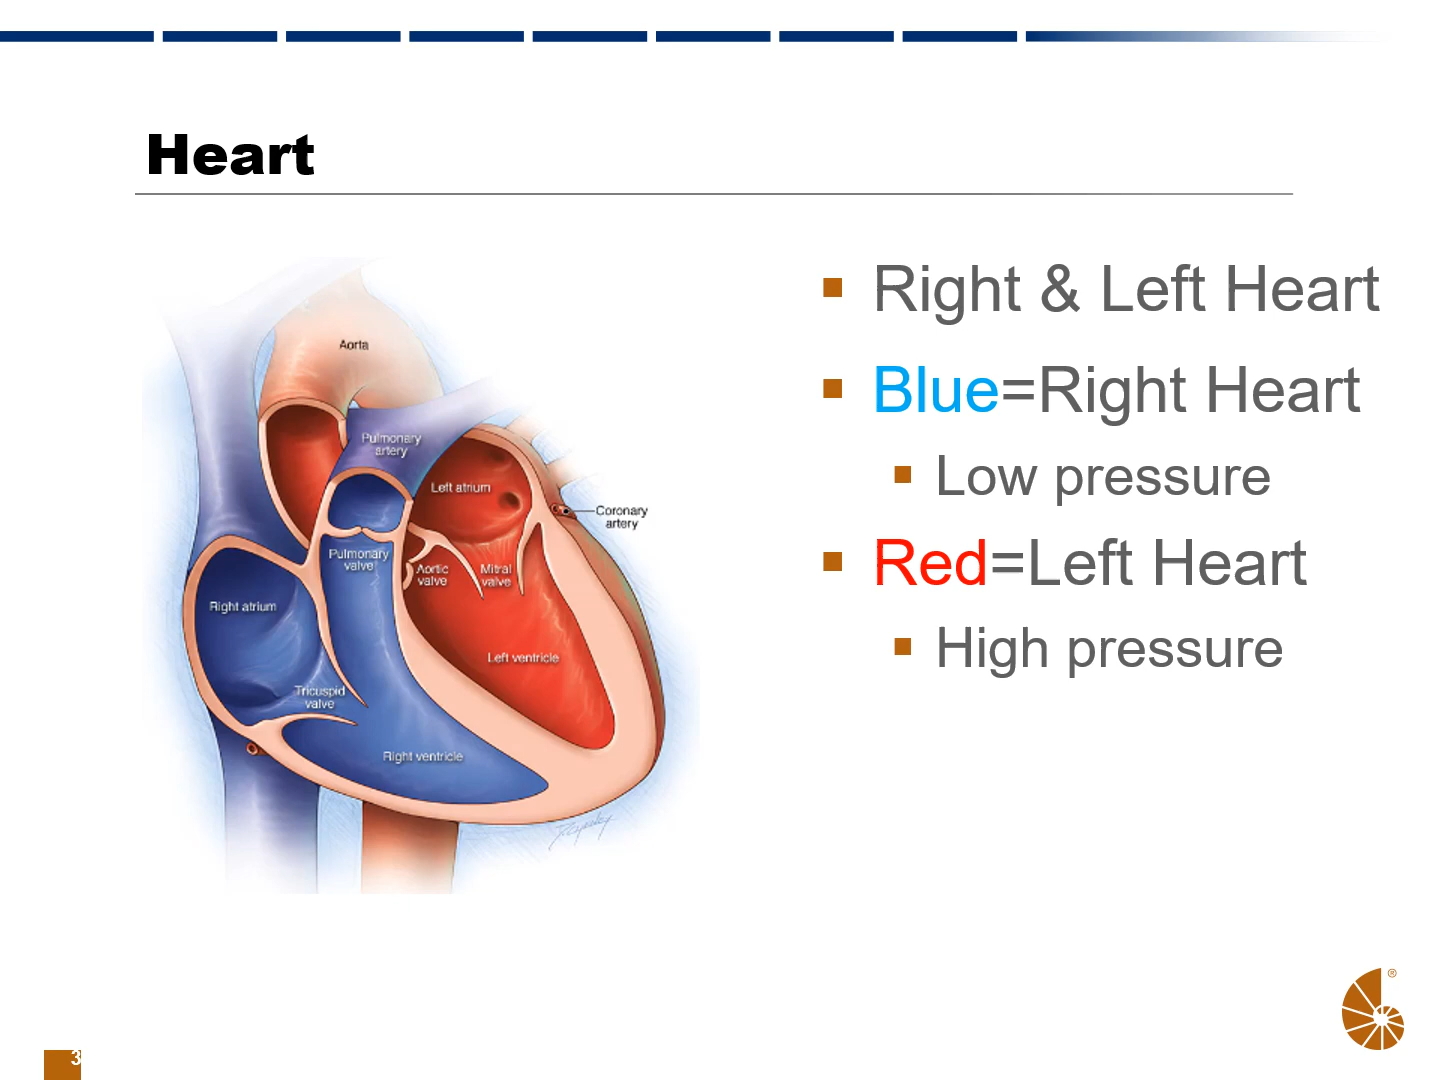 Heart
Right & Left Heart
Blue=Right Heart
Low pressure
Red=Left Heart
High pressure
Aorta
Pulmonary
artery
Left atrium
Coronary
artery
Pulmonary
valve
Aortic
valve
Mitral
valve
Right atrium
Left ventricle
Tricuspid
valve
Right ventricle
®
3